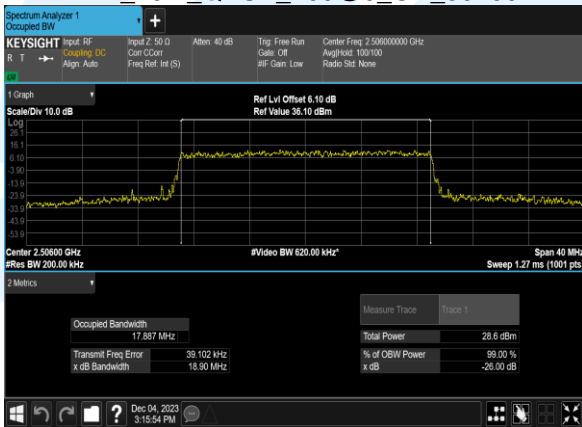 Spectrum Analyzer 1
Occupied BW
+
KEYSIGHT Input: RF Input Z: 50 Ω Atten: 40 dB Trig: Free Run Center Freq: 2.506000000 GHz
R T Coupling: DC Corr CCorr Gate: Off Avg|Hold: 100/100
Align: Auto Freq Ref: Int (S) #IF Gain: Low Radio Std: None
1 Graph
Ref Lvl Offset 6.10 dB
Scale/Div 10.0 dB Ref Value 36.10 dBm
Log
26.1
16.1
6.10
-3.90
-13.9
-23.9
-33.9
-43.9
-53.9
Center 2.50600 GHz #Video BW 620.00 kHz* Span 40 MHz
#Res BW 200.00 kHz Sweep 1.27 ms (1001 pts)
2 Metrics
Measure Trace Trace 1
Occupied Bandwidth
17.887 MHz Total Power 28.6 dBm
Transmit Freq Error 39.102 kHz % of OBW Power 99.00 %
x dB Bandwidth 18.90 MHz x dB -26.00 dB
?
Dec 04, 2023
3:15:54 PM